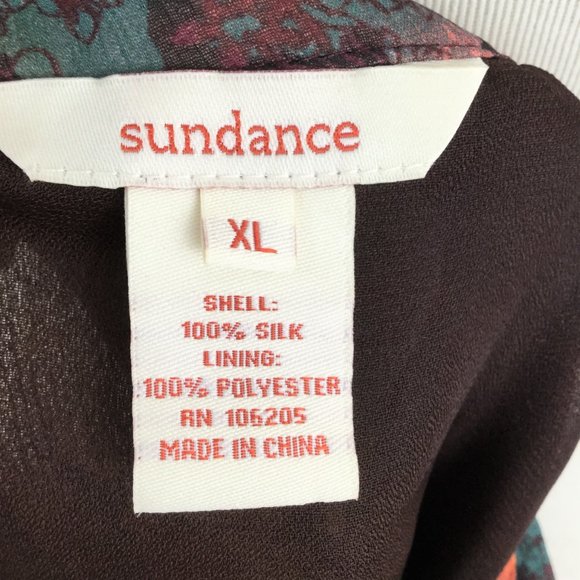 sundance
XL
SHELL:
100% SILK
LINING:
100% POLYESTER
RN 106205
MADE IN CHINA